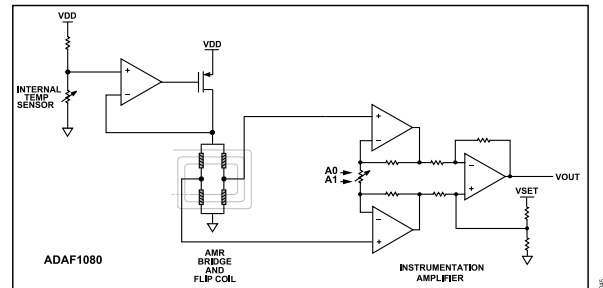 VDD
VDD
INTERNAL
TEMP
SENSOR
A0
A1
VOUT
VSET
ADAF1080
AMR
BRIDGE
AND
FLIP COIL
INSTRUMENTATION
AMPLIFIER